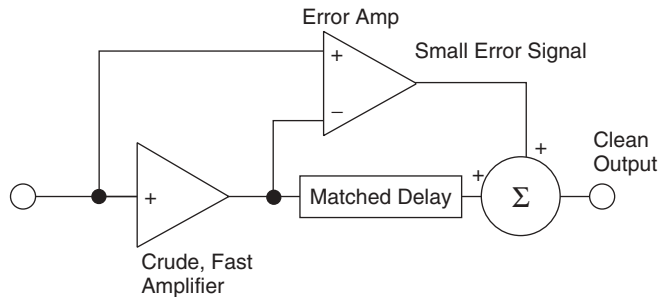 Error Amp
+
Small Error Signal
−
+
Clean
Output
+
+
Matched Delay
Σ
Crude, Fast
Amplifier